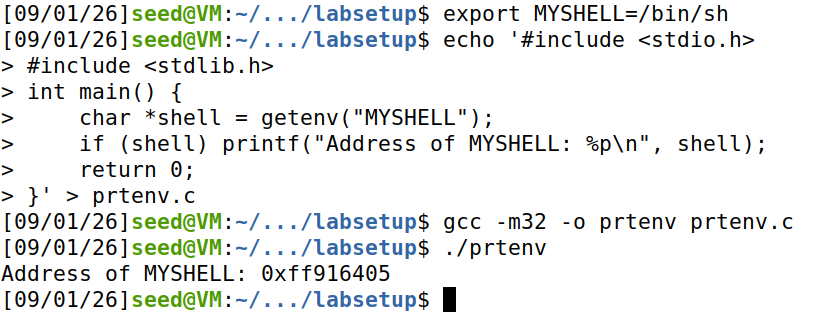 [09/01/26]seed@VM:~/.../labsetup$ export MYSHELL=/bin/sh
[09/01/26]seed@VM:~/.../labsetup$ echo '#include <stdio.h>
> #include <stdlib.h>
> int main() {
>     char *shell = getenv("MYSHELL");
>     if (shell) printf("Address of MYSHELL: %p\n", shell);
>     return 0;
> }' > prtenv.c
[09/01/26]seed@VM:~/.../labsetup$ gcc -m32 -o prtenv prtenv.c
[09/01/26]seed@VM:~/.../labsetup$ ./prtenv
Address of MYSHELL: 0xff916405
[09/01/26]seed@VM:~/.../labsetup$